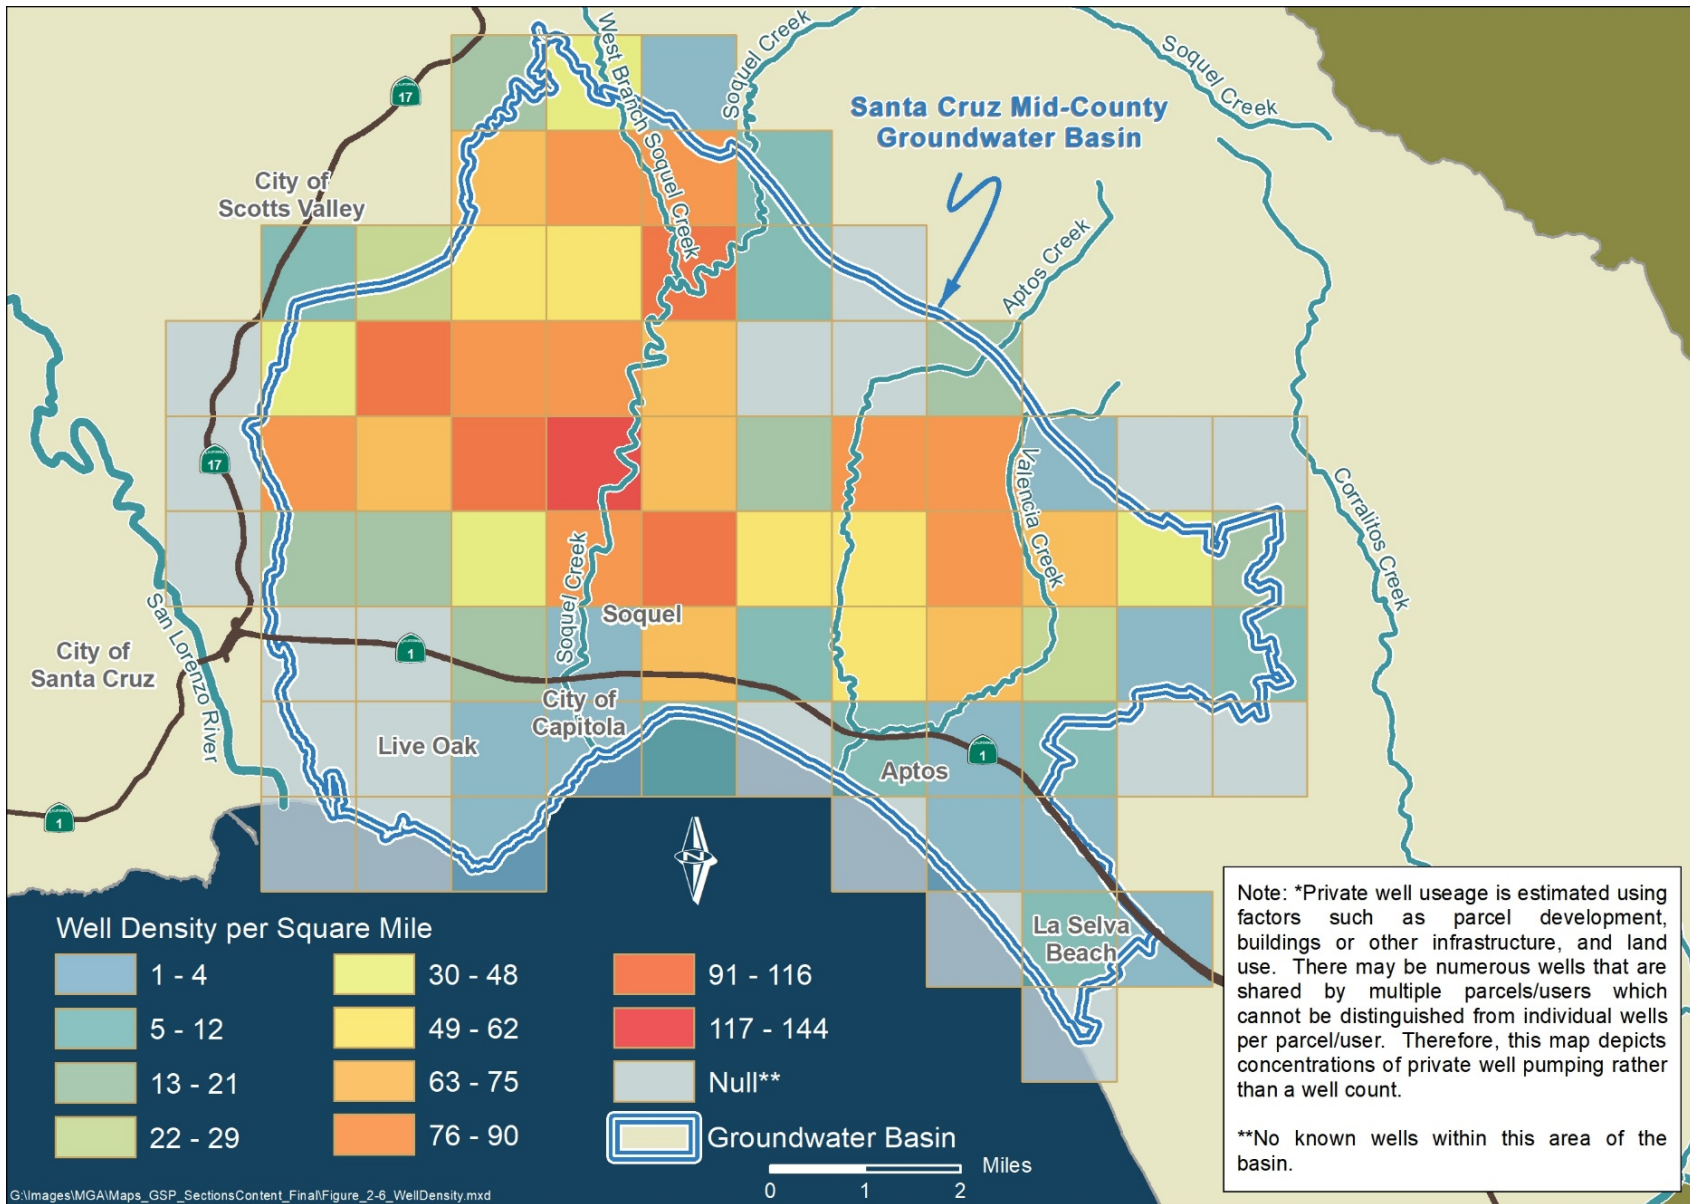 West Branch Soquel Creek
Soquel Creek
Soquel Creek
CALIFORNIA
17
Santa Cruz Mid-County
Groundwater Basin
City of
Scotts Valley
Aptos Creek
CALIFORNIA
17
Valencia Creek
Corralitos Creek
San Lorenzo River
Soquel Creek
Soquel
City of
Santa Cruz
CALIFORNIA
1
City of
Capitola
Live Oak
Aptos
CALIFORNIA
1
CALIFORNIA
1
N
La Selva
Beach
Well Density per Square Mile
1 - 4
5 - 12
13 - 21
22 - 29
30 - 48
49 - 62
63 - 75
76 - 90
91 - 116
117 - 144
Null**
Groundwater Basin
Miles
0 1 2
Note: *Private well useage is estimated using
factors such as parcel development,
buildings or other infrastructure, and land
use. There may be numerous wells that are
shared by multiple parcels/users which
cannot be distinguished from individual wells
per parcel/user. Therefore, this map depicts
concentrations of private well pumping rather
than a well count.
**No known wells within this area of the
basin.
G:\Images\MGA\Maps_GSP_SectionsContent_Final\Figure_2-6_WellDensity.mxd